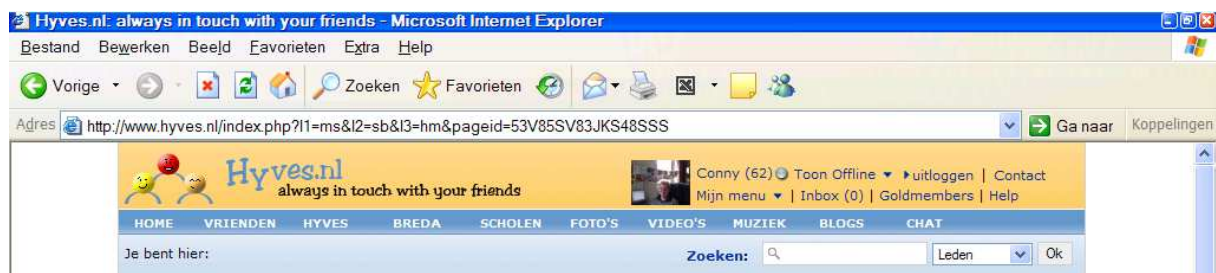 Hyves.nl: always in touch with your friends - Microsoft Internet Explorer
Bestand Bewerken Beeld Favorieten Extra Help
Vorige Zoeken Favorieten
Adres http://www.hyves.nl/index.php?l1=ms&l2=sb&l3=hm&pageid=53V85SV83JKS48SSS Ga naar Koppelingen
Hyves.nl
always in touch with your friends
Conny (62) Toon Offline uitloggen | Contact
Mijn menu | Inbox (0) | Goldmembers | Help
HOME VRIENDEN HYVES BREDA SCHOLEN FOTO'S VIDEO'S MUZIEK BLOGS CHAT
Je bent hier: Zoeken: Leden Ok